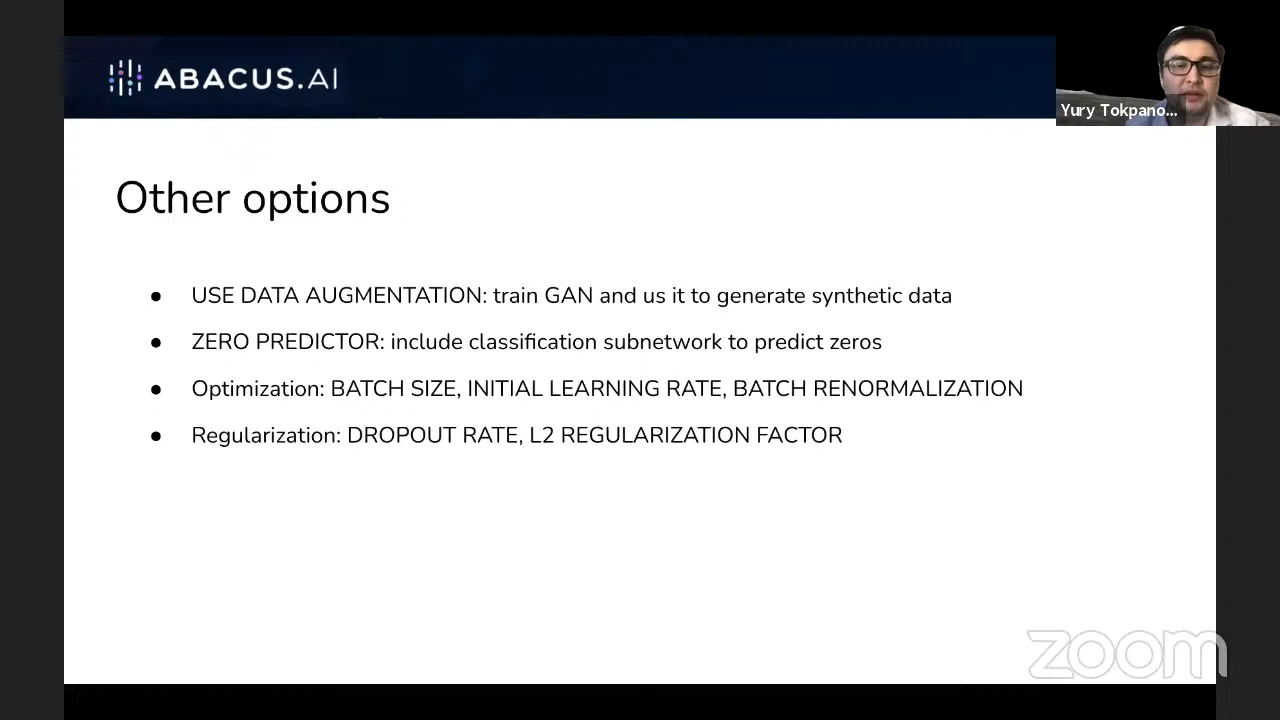 ABACUS.AI
Yury Tokpano...
Other options
● USE DATA AUGMENTATION: train GAN and us it to generate synthetic data
● ZERO PREDICTOR: include classification subnetwork to predict zeros
● Optimization: BATCH SIZE, INITIAL LEARNING RATE, BATCH RENORMALIZATION
● Regularization: DROPOUT RATE, L2 REGULARIZATION FACTOR
zoom